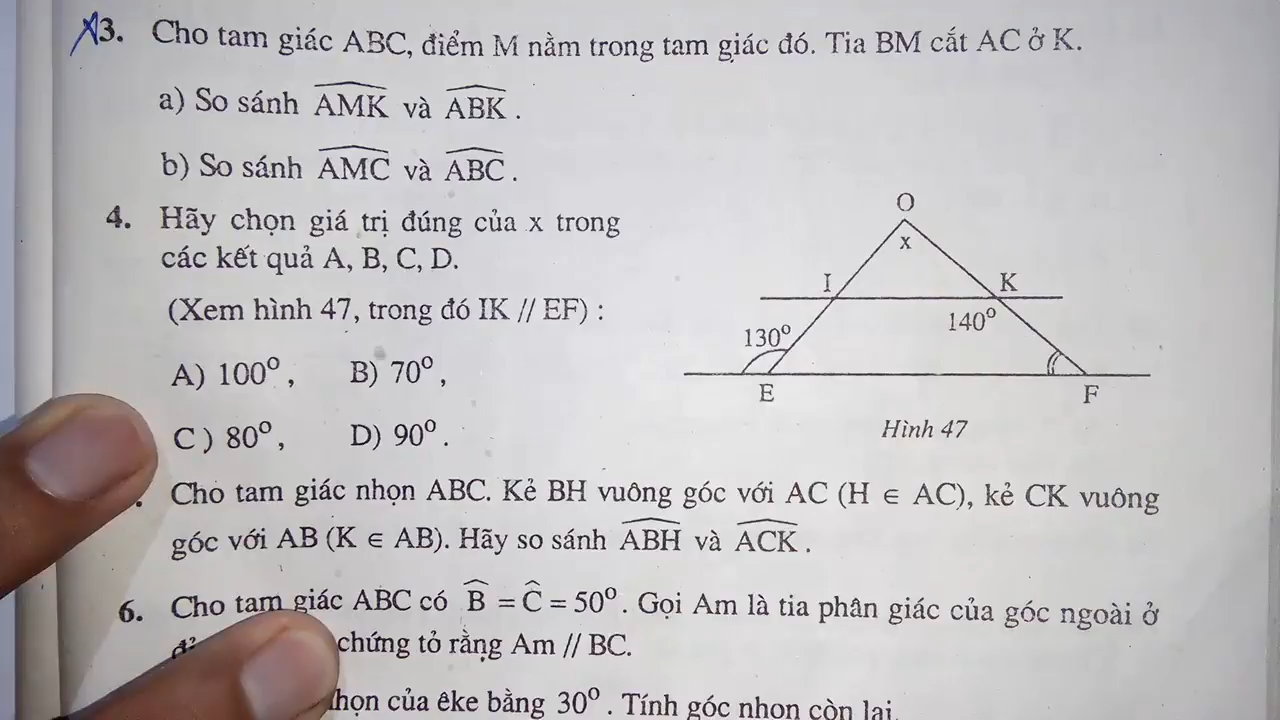 3. Cho tam giác ABC, điểm M nằm trong tam giác đó. Tia BM cắt AC ở K.
a) So sánh AMK và ABK.
b) So sánh AMC và ABC.
4. Hãy chọn giá trị đúng của x trong
các kết quả A, B, C, D.
(Xem hình 47, trong đó IK // EF) :
A) 100°, B) 70°,
C) 80°, D) 90°.
O
x
I K
140°
130°
E F
Hình 47
Cho tam giác nhọn ABC. Kẻ BH vuông góc với AC (H ∈ AC), kẻ CK vuông
góc với AB (K ∈ AB). Hãy so sánh ABH và ACK.
6. Cho tam giác ABC có B̂ = Ĉ = 50°. Gọi Am là tia phân giác của góc ngoài ở
chứng tỏ rằng Am // BC.
của êke bằng 30°. Tính góc nhọn còn lại.